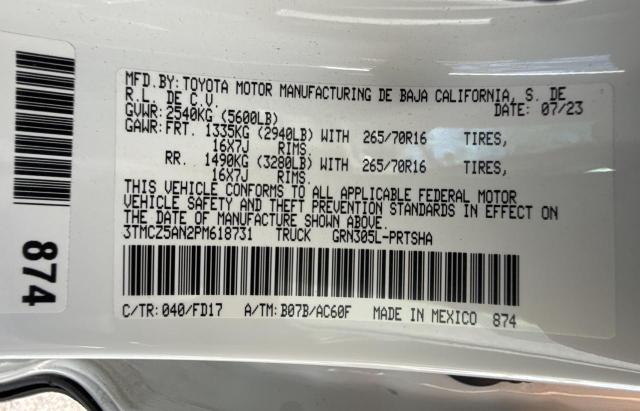 MFD.BY:TOYOTA MOTOR MANUFACTURING DE BAJA CALIFORNIA, S. DE
R.L. DE C.V. DATE: 07/23
GVWR:2540KG (5600LB)
GAWR:FRT. 1335KG (2940LB) WITH 265/70R16 TIRES,
16X7J RIMS.
RR. 1490KG (3280LB) WITH 265/70R16 TIRES,
16X7J RIMS.
THIS VEHICLE CONFORMS TO ALL APPLICABLE FEDERAL MOTOR
VEHICLE SAFETY AND THEFT PREVENTION STANDARDS IN EFFECT ON
THE DATE OF MANUFACTURE SHOWN ABOVE.
3TMCZ5AN2PM618731 TRUCK GRN305L-PRTSHA
C/TR:040/FD17 A/TM:B07B/AC60F MADE IN MEXICO 874
874